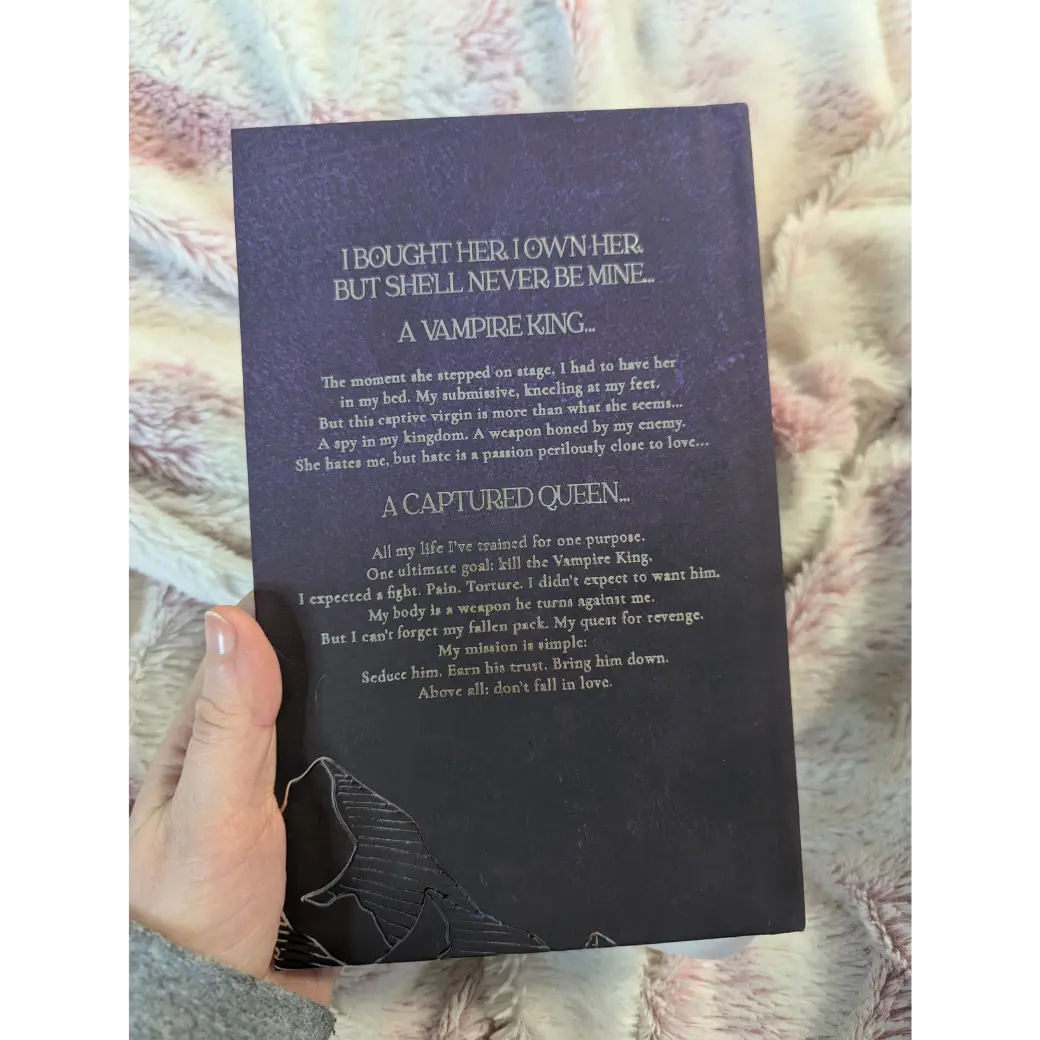 I BOUGHT HER. I OWN HER.
BUT SHE'LL NEVER BE MINE...
A VAMPIRE KING...
The moment she stepped on stage, I had to have her
in my bed. My submissive, kneeling at my feet.
But this captive virgin is more than what she seems...
A spy in my kingdom. A weapon honed by my enemy.
She hates me, but hate is a passion perilously close to love...
A CAPTURED QUEEN...
All my life I've trained for one purpose.
One ultimate goal: kill the Vampire King.
I expected a fight. Pain. Torture. I didn't expect to want him.
My body is a weapon he turns against me.
But I can't forget my fallen pack. My quest for revenge.
My mission is simple:
Seduce him. Earn his trust. Bring him down.
Above all: don't fall in love.